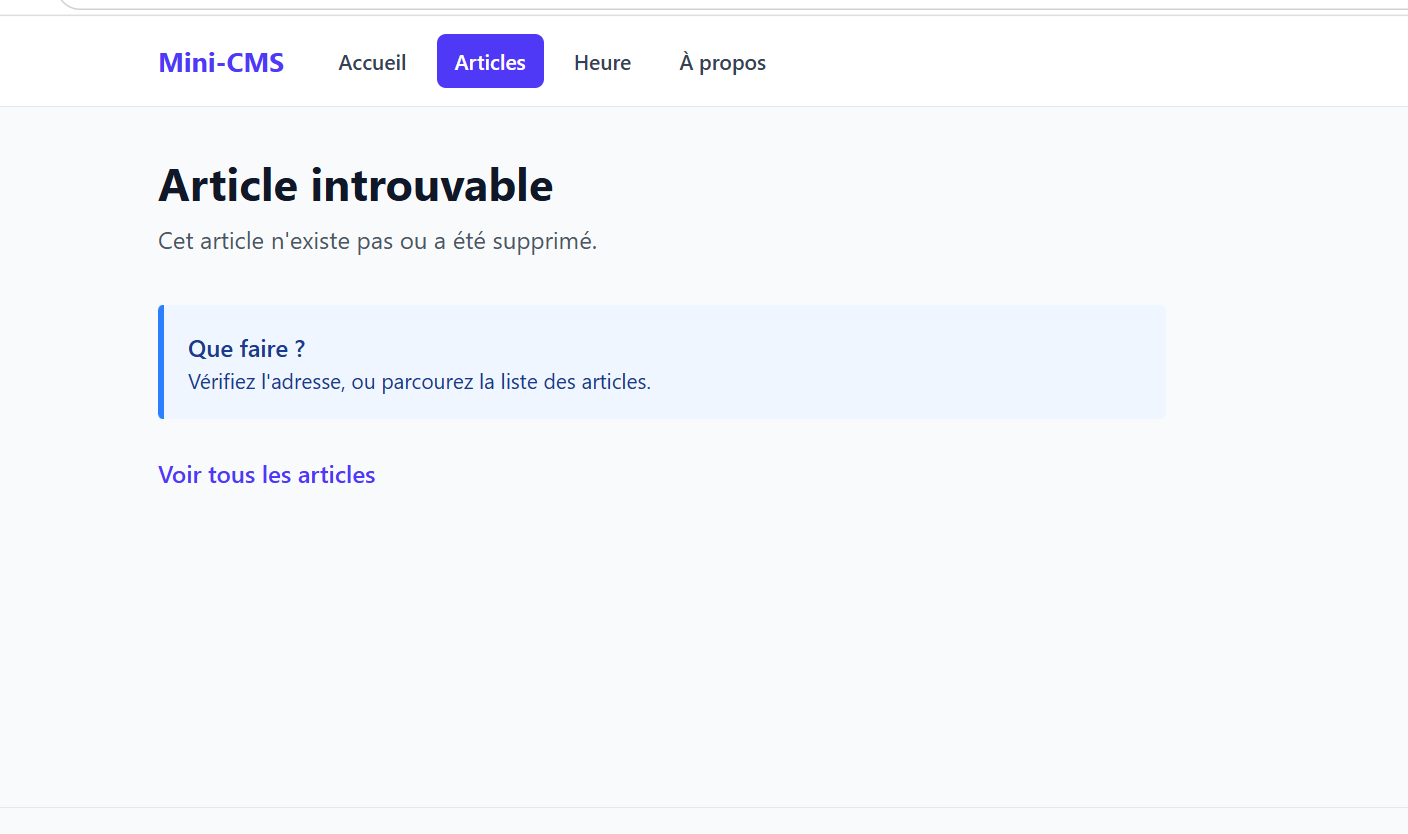 Mini-CMS Accueil Articles Heure À propos
Article introuvable
Cet article n'existe pas ou a été supprimé.
Que faire ?
Vérifiez l'adresse, ou parcourez la liste des articles.
Voir tous les articles